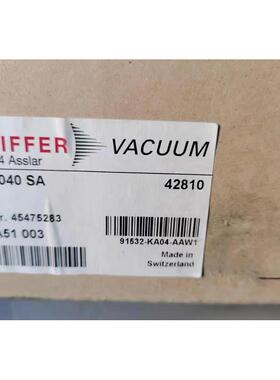 IFFER VACUUM
4 Asslar
040 SA 42810
r. 45475283
A51 003
91532-KA04-AAW1
Made in
Switzerland